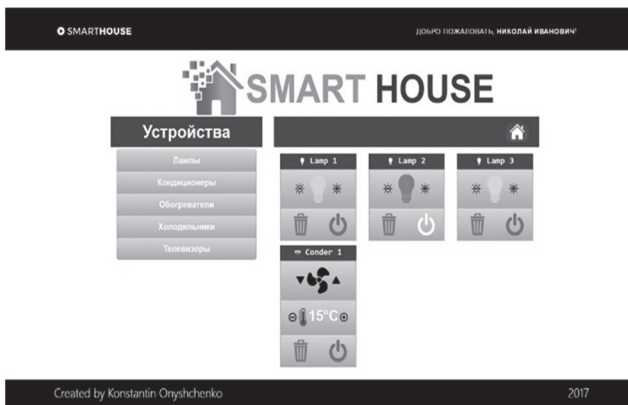 SMARTHOUSE
ДОБРО ПОЖАЛОВАТЬ, НИКОЛАЙ ИВАНОВИЧ!
SMART HOUSE
Устройства
Лампы
Кондиционеры
Обогреватели
Холодильники
Телевизоры
Lamp 1
Lamp 2
Lamp 3
Conder 1
15°C
Created by Konstantin Onyshchenko
2017